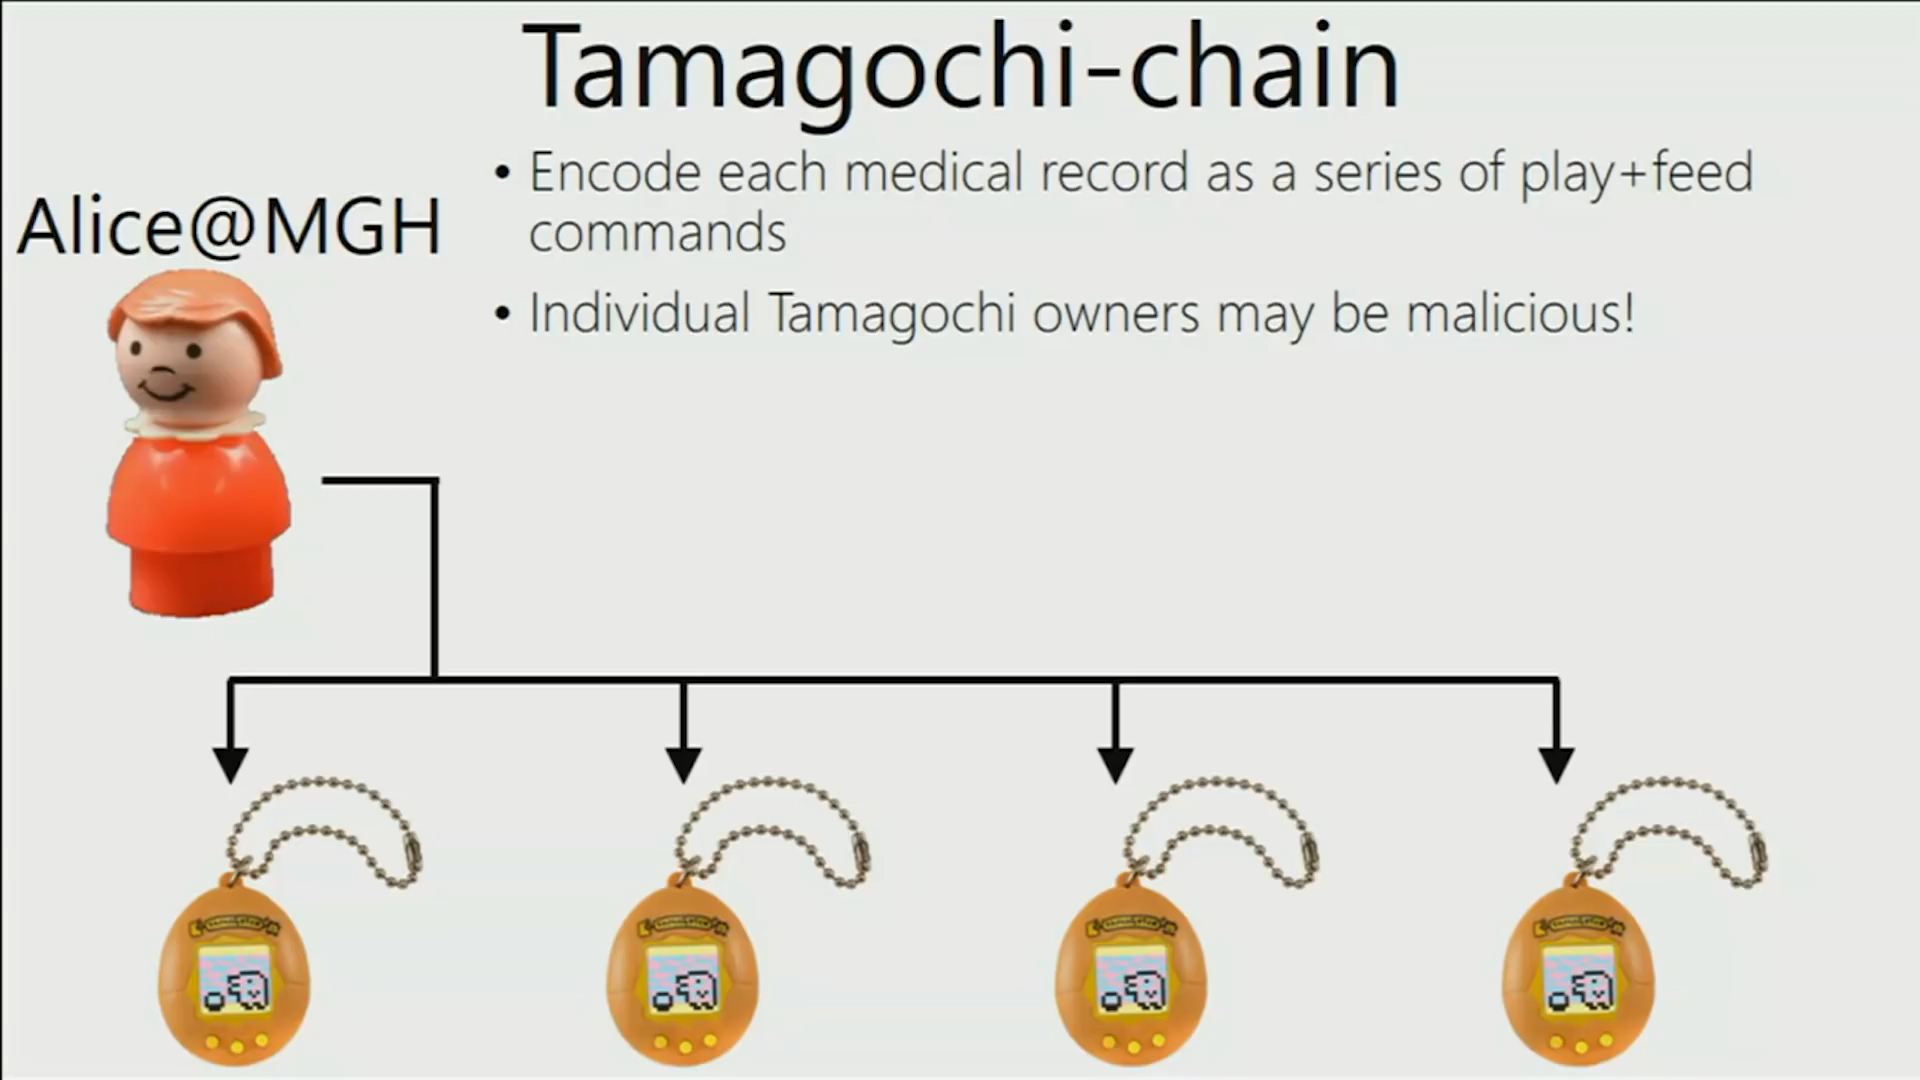 Tamagochi-chain
Alice@MGH
• Encode each medical record as a series of play+feed
commands
• Individual Tamagochi owners may be malicious!